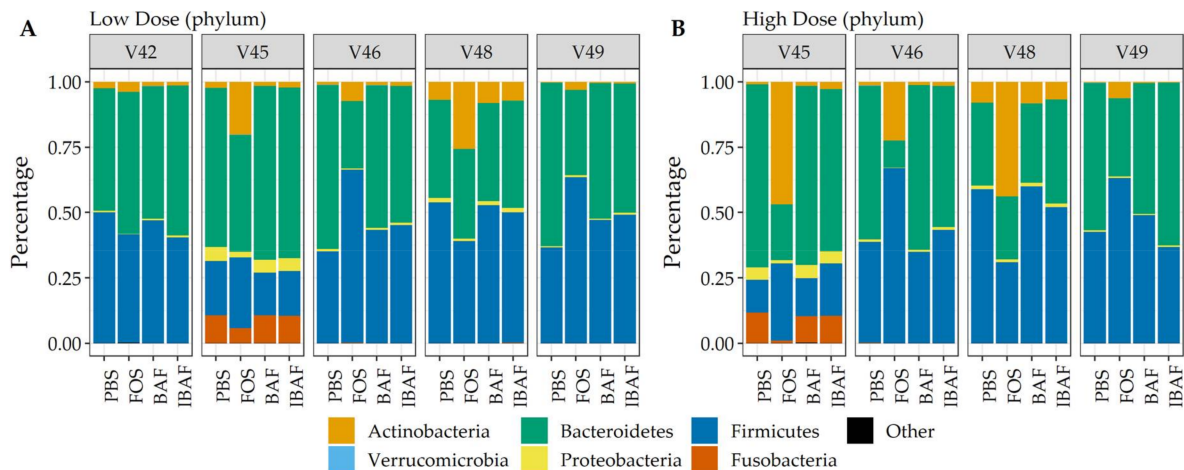 A
Low Dose (phylum)
V42 V45 V46 V48 V49
Percentage
1.00
0.75
0.50
0.25
0.00
PBS FOS BAF IBAF PBS FOS BAF IBAF PBS FOS BAF IBAF PBS FOS BAF IBAF PBS FOS BAF IBAF
B
High Dose (phylum)
V45 V46 V48 V49
Percentage
1.00
0.75
0.50
0.25
0.00
PBS FOS BAF IBAF PBS FOS BAF IBAF PBS FOS BAF IBAF PBS FOS BAF IBAF
Actinobacteria Bacteroidetes Firmicutes Other
Verrucomicrobia Proteobacteria Fusobacteria